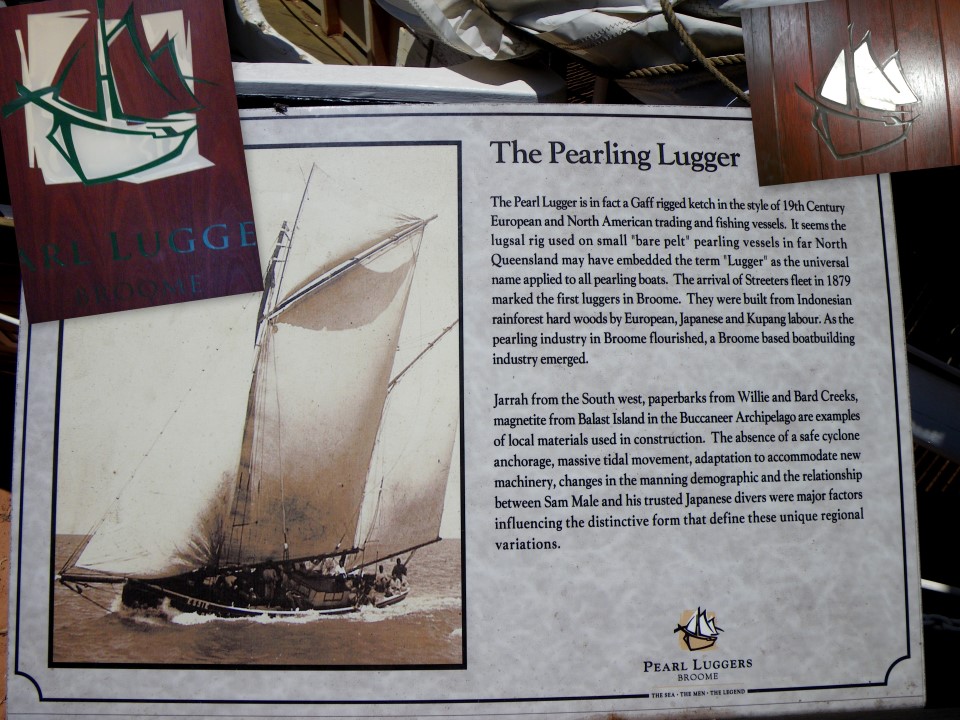 ARL LUGGE
BROOME
The Pearling Lugger
The Pearl Lugger is in fact a Gaff rigged ketch in the style of 19th Century
European and North American trading and fishing vessels. It seems the
lugsal rig used on small "bare pelt" pearling vessels in far North
Queensland may have embedded the term "Lugger" as the universal
name applied to all pearling boats. The arrival of Streeters fleet in 1879
marked the first luggers in Broome. They were built from Indonesian
rainforest hard woods by European, Japanese and Kupang labour. As the
pearling industry in Broome flourished, a Broome based boatbuilding
industry emerged.
Jarrah from the South west, paperbarks from Willie and Bard Creeks,
magnetite from Balast Island in the Buccaneer Archipelago are examples
of local materials used in construction. The absence of a safe cyclone
anchorage, massive tidal movement, adaptation to accommodate new
machinery, changes in the manning demographic and the relationship
between Sam Male and his trusted Japanese divers were major factors
influencing the distinctive form that define these unique regional
variations.
PEARL LUGGERS
BROOME
THE SEA · THE MEN · THE LEGEND